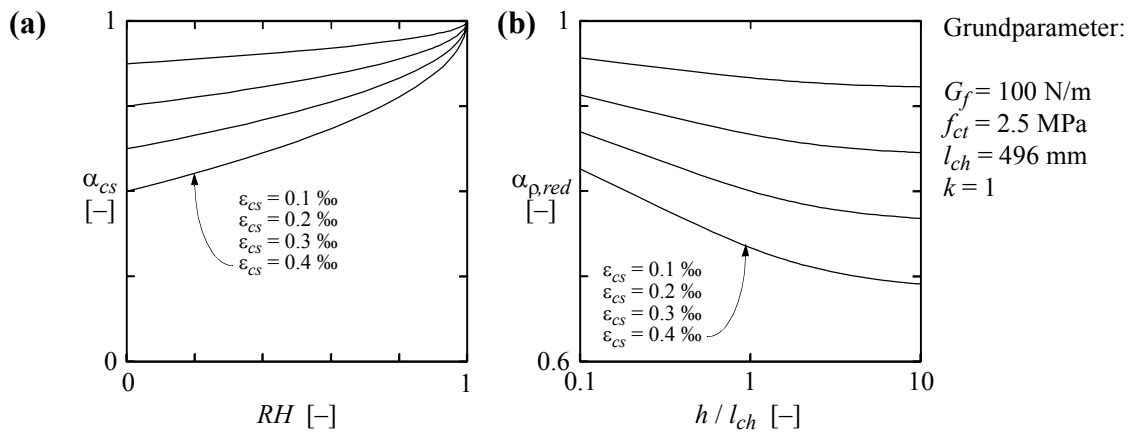 (a)
1
α_cs
[–]
0
ε_cs = 0.1 ‰
ε_cs = 0.2 ‰
ε_cs = 0.3 ‰
ε_cs = 0.4 ‰
0
1
RH [–]
(b)
1
α_ρ,red
[–]
0.6
ε_cs = 0.1 ‰
ε_cs = 0.2 ‰
ε_cs = 0.3 ‰
ε_cs = 0.4 ‰
0.1
1
10
h / l_ch [–]
Grundparameter:
G_f = 100 N/m
f_ct = 2.5 MPa
l_ch = 496 mm
k = 1